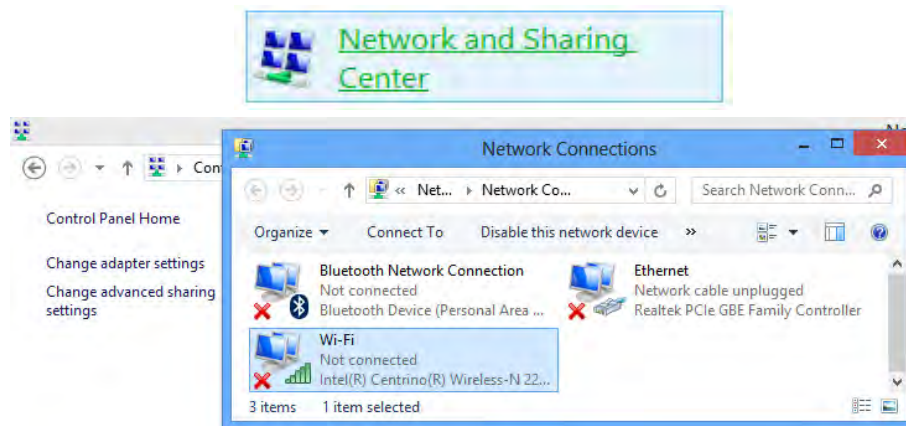 Network and Sharing
Center
Network Connections
Con
Net... Network Co...
Search Network Conn...
Control Panel Home
Organize
Connect To
Disable this network device
»
Change adapter settings
Change advanced sharing
settings
Bluetooth Network Connection
Not connected
Bluetooth Device (Personal Area ...
Ethernet
Network cable unplugged
Realtek PCIe GBE Family Controller
Wi-Fi
Not connected
Intel(R) Centrino(R) Wireless-N 22...
3 items
1 item selected